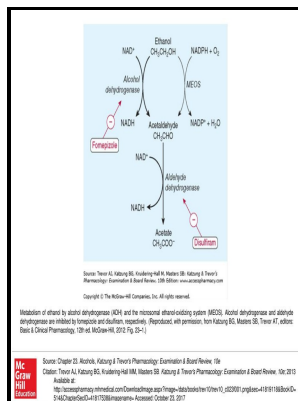 Ethanol
CH₃CH₂OH
NAD⁺
NADPH + O₂
Alcohol
dehydrogenase
MEOS
NADH
Acetaldehyde
CH₃CHO
NADP⁺ + H₂O
Fomepizole
NAD⁺
Aldehyde
dehydrogenase
NADH
Disulfiram
Acetate
CH₃COO⁻
Source: Trevor AJ, Katzung BG, Kruidering-Hall M, Masters SB: Katzung & Trevor's
Pharmacology: Examination & Board Review, 10th Edition: www.accesspharmacy.com
Copyright © The McGraw-Hill Companies, Inc. All rights reserved.
Metabolism of ethanol by alcohol dehydrogenase (ADH) and the microsomal ethanol-oxidizing system (MEOS). Alcohol dehydrogenase and aldehyde
dehydrogenase are inhibited by fomepizole and disulfiram, respectively. (Reproduced, with permission, from Katzung BG, Masters SB, Trevor AT, editors:
Basic & Clinical Pharmacology, 12th ed. McGraw-Hill, 2012: Fig. 23–1.)
Mc
Graw
Hill
Education
Source: Chapter 23. Alcohols, Katzung & Trevor's Pharmacology: Examination & Board Review, 10e
Citation: Trevor AJ, Katzung BG, Kruidering-Hall MM, Masters SB. Katzung & Trevor's Pharmacology: Examination & Board Review, 10e; 2013
Available at:
Accessed: October 23, 2017